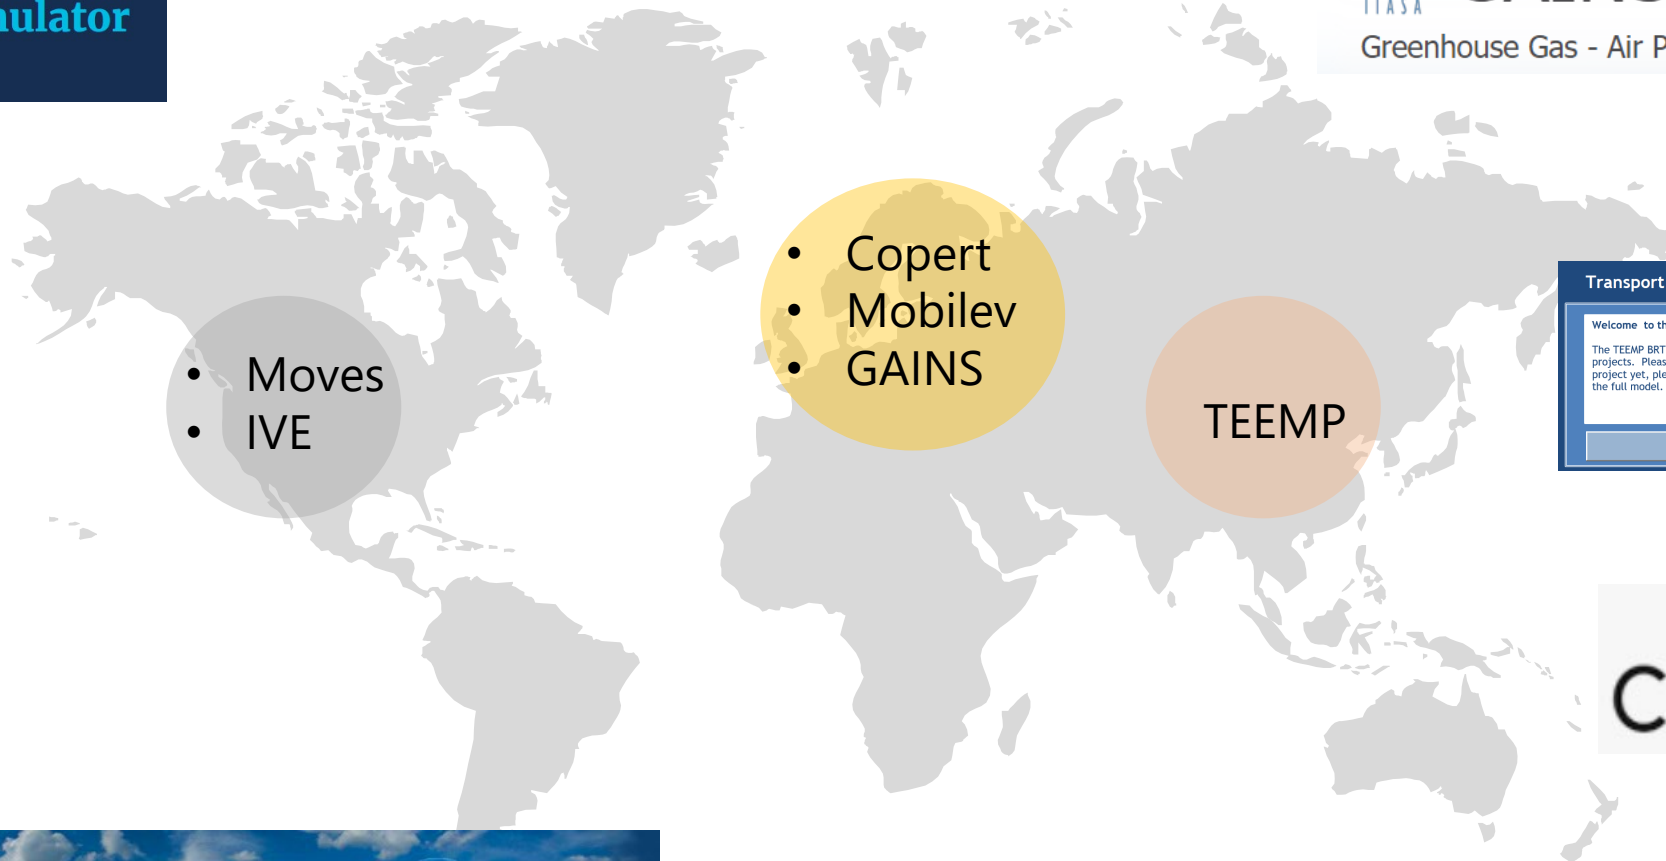 IIASA
Greenhouse Gas - Air P
• Copert
• Mobilev
• GAINS
• Moves
• IVE
TEEMP
Transport
Welcome to th
The TEEMP BRT
projects. Pleas
project yet, ple
the full model.
C